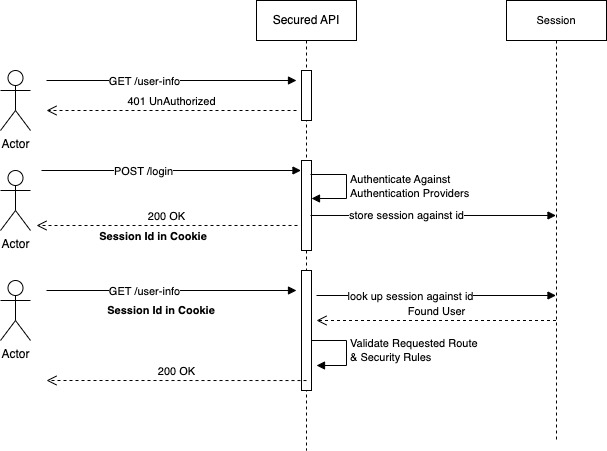 Secured API
Session
GET /user-info
401 UnAuthorized
Actor
POST /login
Authenticate Against
Authentication Providers
200 OK
store session against id
Session Id in Cookie
Actor
GET /user-info
look up session against id
Session Id in Cookie
Found User
Actor
Validate Requested Route
& Security Rules
200 OK